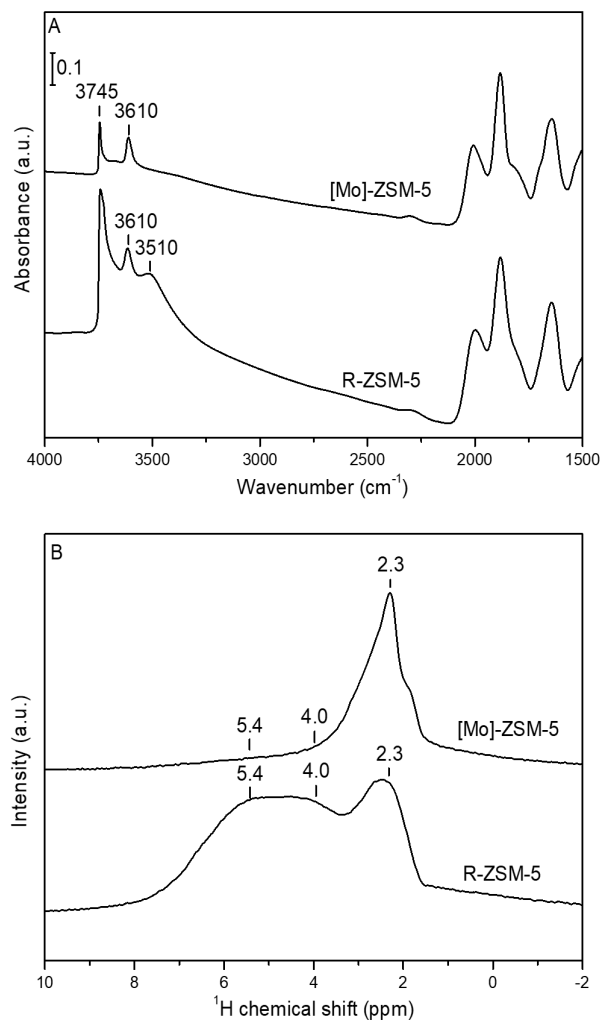 A
0.1
3745
3610
[Mo]-ZSM-5
3610
3510
R-ZSM-5
Absorbance (a.u.)
4000 3500 3000 2500 2000 1500
Wavenumber (cm⁻¹)
B
2.3
5.4 4.0
[Mo]-ZSM-5
5.4 4.0 2.3
R-ZSM-5
Intensity (a.u.)
10 8 6 4 2 0 -2
¹H chemical shift (ppm)